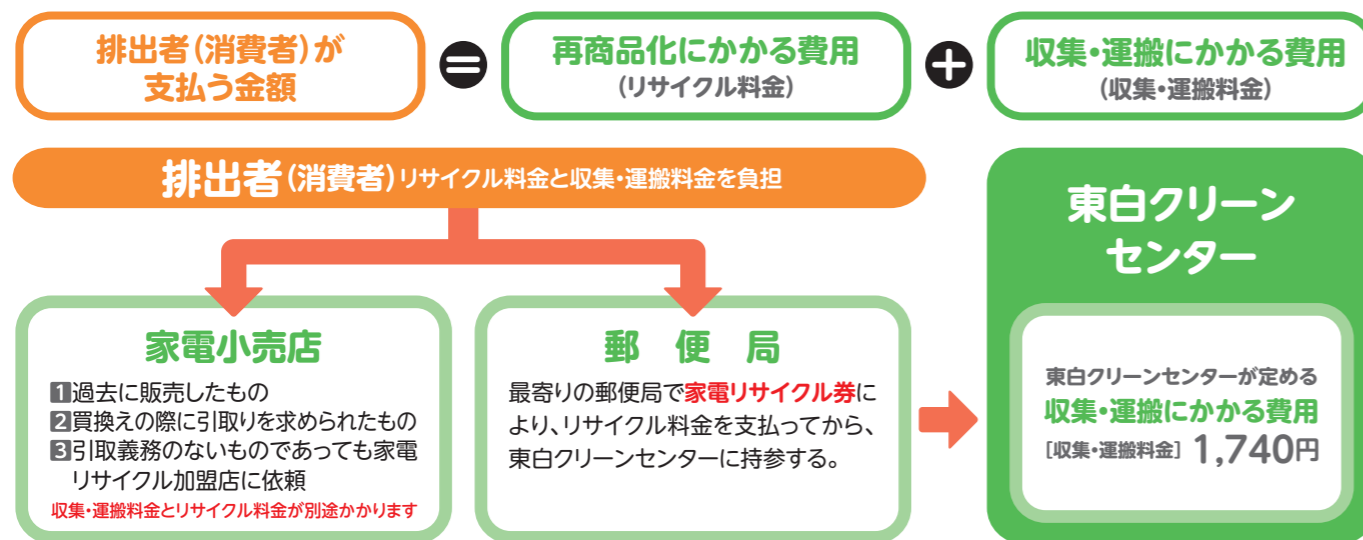 排出者(消費者)が
支払う金額
=
再商品化にかかる費用
(リサイクル料金)
+
収集・運搬にかかる費用
(収集・運搬料金)
排出者(消費者)リサイクル料金と収集・運搬料金を負担
家電小売店
1過去に販売したもの
2買換えの際に引取りを求められたもの
3引取義務のないものであっても家電
リサイクル加盟店に依頼
収集・運搬料金とリサイクル料金が別途かかります
郵便局
最寄りの郵便局で家電リサイクル券に
より、リサイクル料金を支払ってから、
東白クリーンセンターに持参する。
東白クリーン
センター
東白クリーンセンターが定める
収集・運搬にかかる費用
[収集・運搬料金] 1,740円